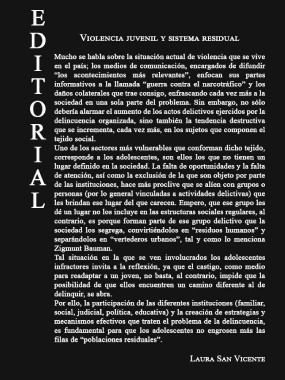 EDITORIAL
VIOLENCIA JUVENIL Y SISTEMA RESIDUAL
Mucho se habla sobre la situación actual de violencia que se vive
en el país; los medios de comunicación, encargados de difundir
“los acontecimientos más relevantes”, enfocan sus partes
informativos a la llamada “guerra contra el narcotráfico” y los
daños colaterales que trae consigo, enfrascando cada vez más a la
sociedad en una sola parte del problema. Sin embargo, no sólo
debería alarmar el aumento de los actos delictivos ejercidos por la
delincuencia organizada, sino también la tendencia destructiva
que se incrementa, cada vez más, en los sujetos que componen el
tejido social.
Uno de los sectores más vulnerables que conforman dicho tejido,
corresponde a los adolescentes, son ellos los que no tienen un
lugar definido en la sociedad. La falta de oportunidades y la falta
de atención, así como la exclusión de la que son objeto por parte
de las instituciones, hace más proclive que se alíen con grupos o
personas (por lo general vinculadas a actividades delictivas) que
les brindan ese lugar del que carecen. Empero, que ese grupo les
dé un lugar no los incluye en las estructuras sociales regulares, al
contrario, es porque forman parte de ese grupo delictivo que la
sociedad los segrega, convirtiéndolos en “residuos humanos” y
separándolos en “vertederos urbanos”, tal y como lo menciona
Zigmunt Bauman.
Tal situación en la que se ven involucrados los adolescentes
infractores invita a la reflexión, ya que el castigo, como medio
para readaptar a un joven, no basta, al contrario, impide que la
posibilidad de que ellos encuentren un camino diferente al de
delinquir, se abra.
Por ello, la participación de las diferentes instituciones (familiar,
social, judicial, política, educativa) y la creación de estrategias y
mecanismos efectivos que traten el problema de la delincuencia,
es fundamental para que los adolescentes no engrosen más las
filas de “poblaciones residuales”.
LAURA SAN VICENTE